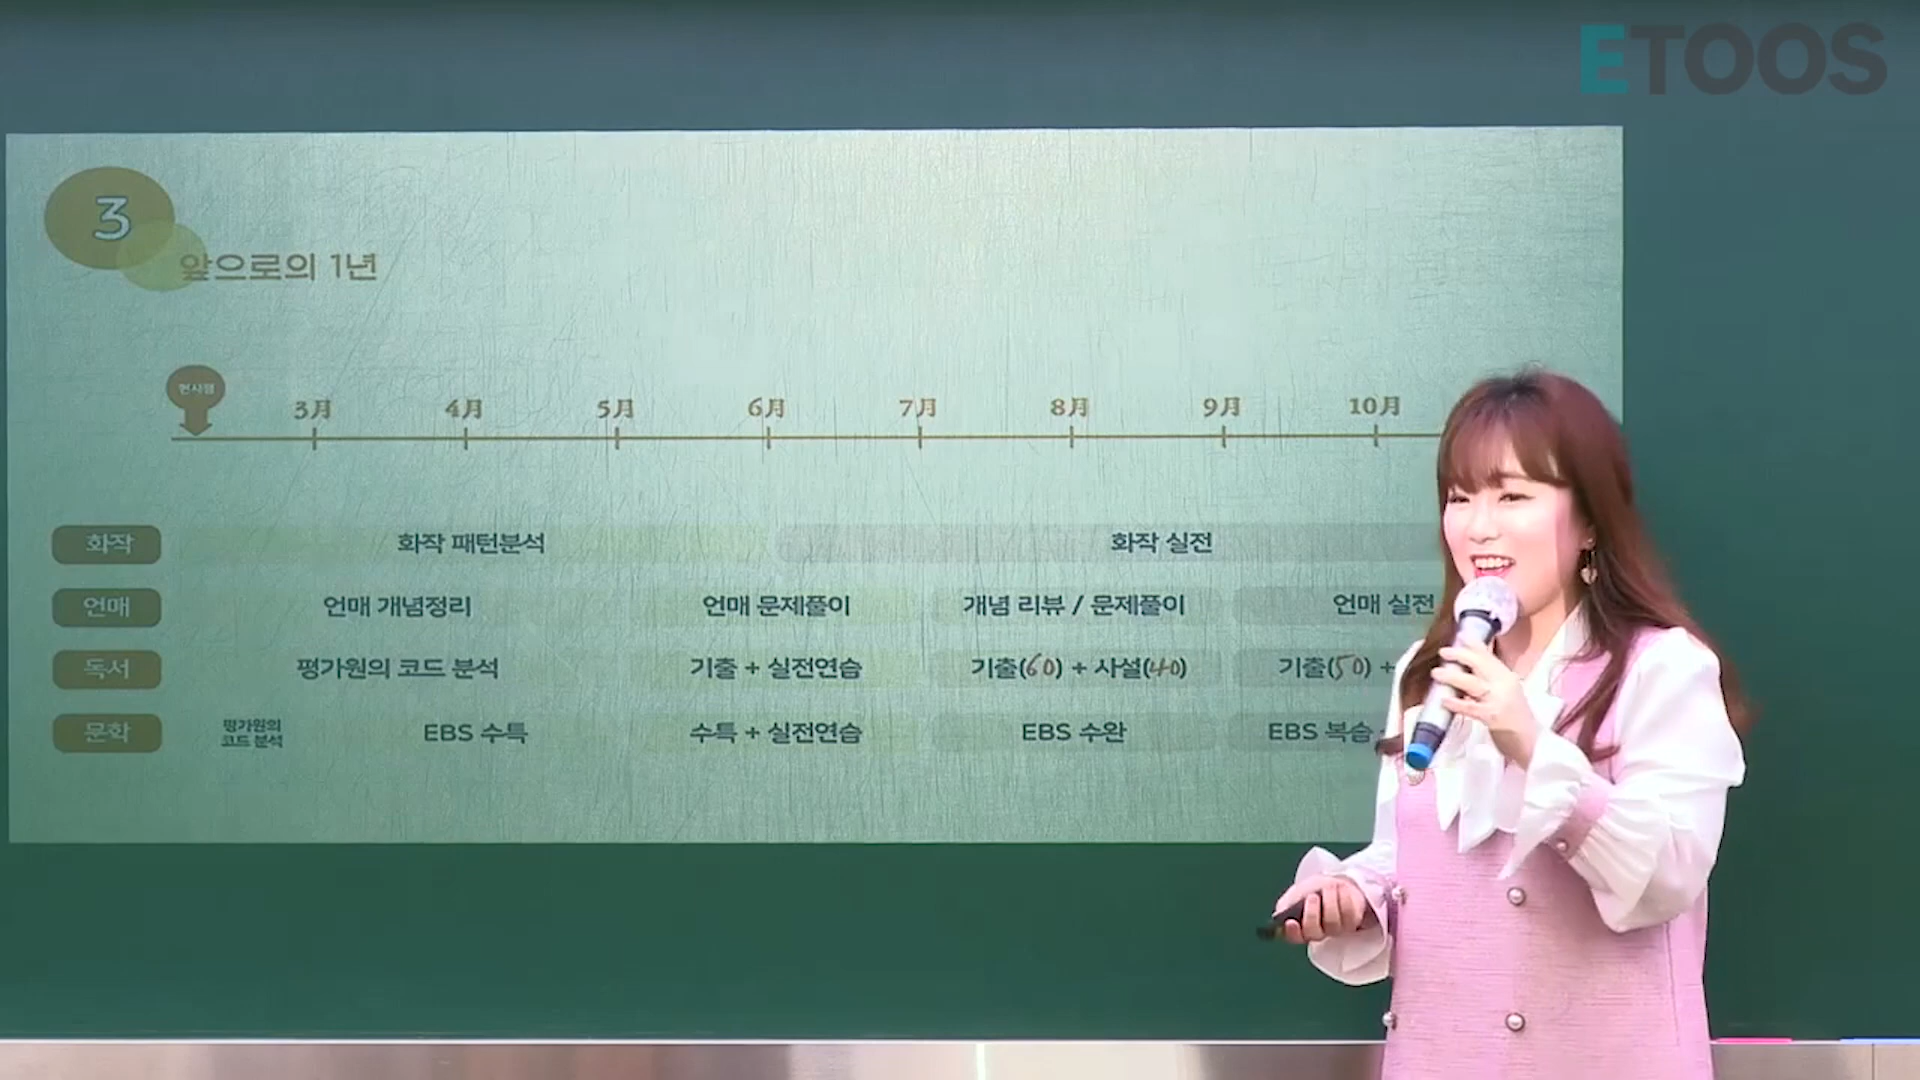 ETOOS
3
앞으로의 1년
현시점
3月 4月 5月 6月 7月 8月 9月 10月
화작 화작 패턴분석 화작 실전
언매 언매 개념정리 언매 문제풀이 개념 리뷰 / 문제풀이 언매 실전
독서 평가원의 코드 분석 기출 + 실전연습 기출(60) + 사설(40) 기출(50) +
문학 평가원의 코드 분석 EBS 수특 수특 + 실전연습 EBS 수완 EBS 복습